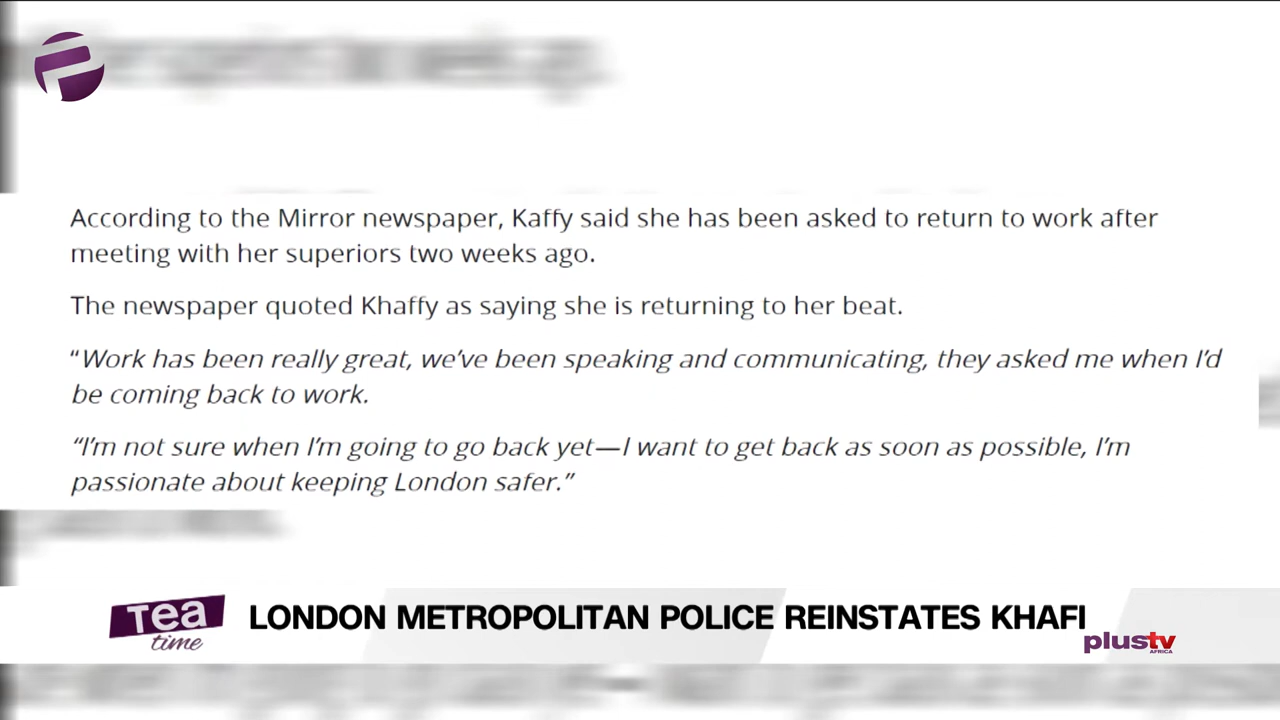 According to the Mirror newspaper, Kaffy said she has been asked to return to work after
meeting with her superiors two weeks ago.
The newspaper quoted Khaffy as saying she is returning to her beat.
“Work has been really great, we’ve been speaking and communicating, they asked me when I’d
be coming back to work.
“I’m not sure when I’m going to go back yet—I want to get back as soon as possible, I’m
passionate about keeping London safer.”
Tea
time
LONDON METROPOLITAN POLICE REINSTATES KHAFI
plustv
AFRICA